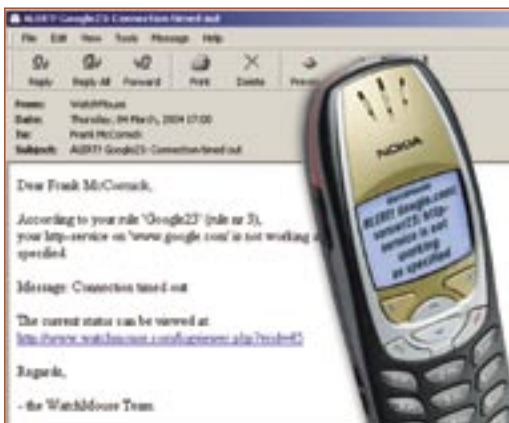 ALERT! Google23: Connection timed out
File Edit View Tools Message Help
Reply Reply All Forward Print Delete
From: WatchMouse
Date: Thursday, 04 March, 2004 17:00
To: Frank McCormick
Subject: ALERT! Google23: Connection timed out
Dear Frank McCormick,
According to your rule 'Google23' (rule nr 3),
your http-service on 'www.google.com' is not working
specified.
Message: Connection timed out
The current status can be viewed at:
Regards,
- the WatchMouse Team
NOKIA
ALERT! Google.com/
server23: http-
service is not
working
as specified